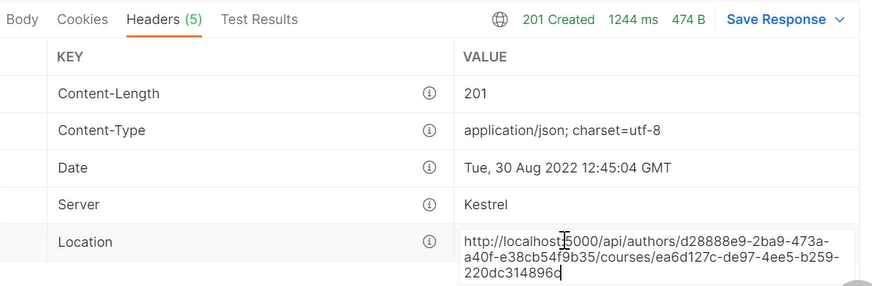 Body Cookies Headers (5) Test Results 201 Created 1244 ms 474 B Save Response
KEY VALUE
Content-Length 201
Content-Type application/json; charset=utf-8
Date Tue, 30 Aug 2022 12:45:04 GMT
Server Kestrel
Location http://localhost:5000/api/authors/d28888e9-2ba9-473a-
a40f-e38cb54f9b35/courses/ea6d127c-de97-4ee5-b259-
220dc314896c